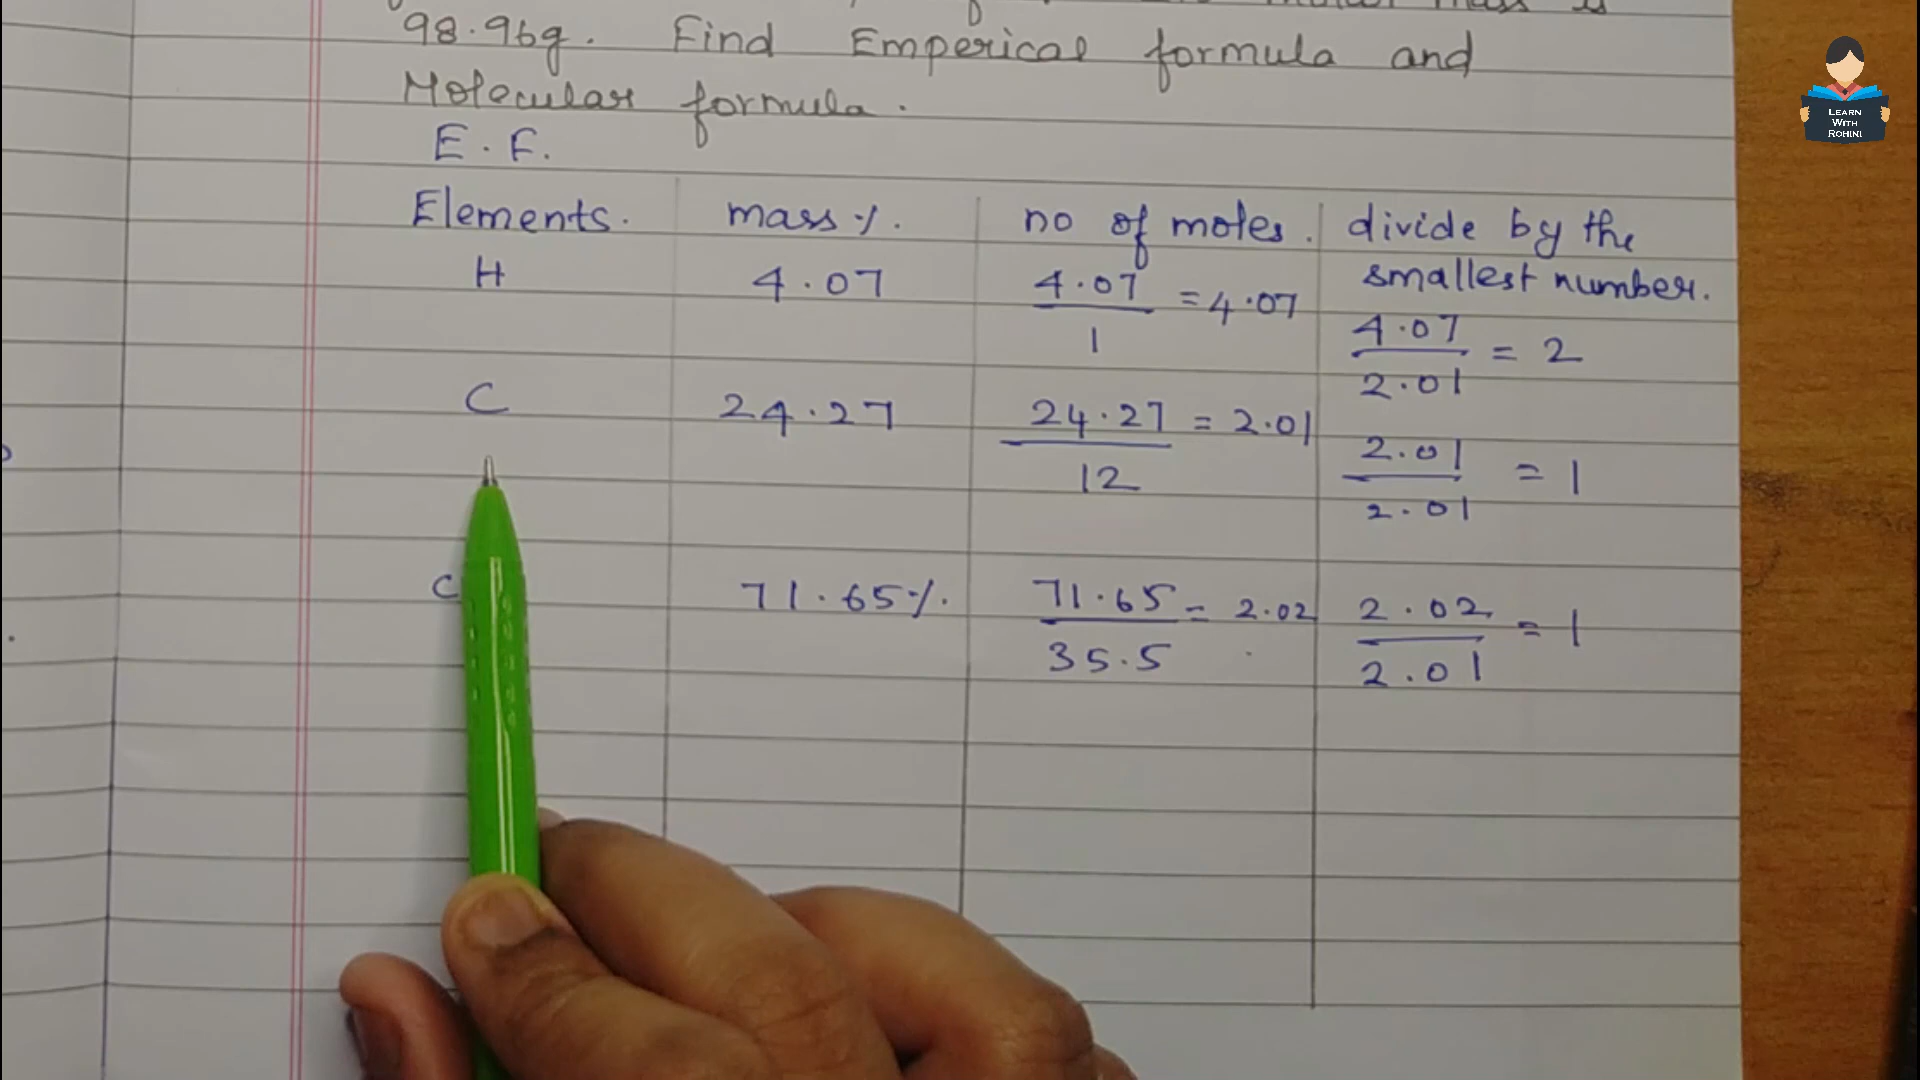 molar mass is
98.96g. Find Emperical formula and
Molecular formula.
E.F.
Elements. mass%. no of moles. divide by the smallest number.
H 4.07 4.07/1 = 4.07 4.07/2.01 = 2
C 24.27 24.27/12 = 2.01 2.01/2.01 = 1
C 71.65%. 71.65/35.5 = 2.02 2.02/2.01 = 1
LEARN
WITH
ROHINI